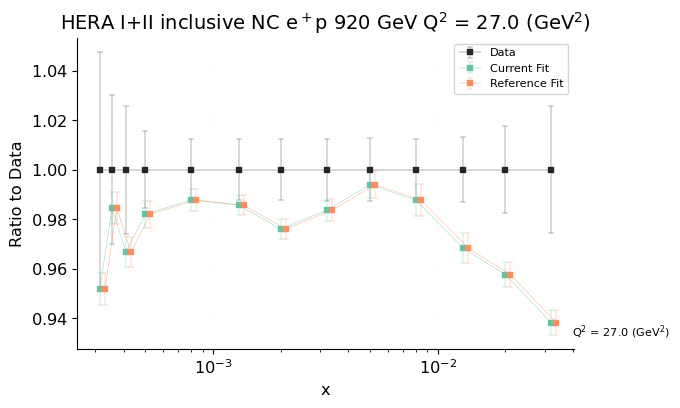 HERA I+II inclusive NC e⁺p 920 GeV Q² = 27.0 (GeV²)
Data
Current Fit
Reference Fit
Ratio to Data
1.04
1.02
1.00
0.98
0.96
0.94
10⁻³
10⁻²
x
Q² = 27.0 (GeV²)